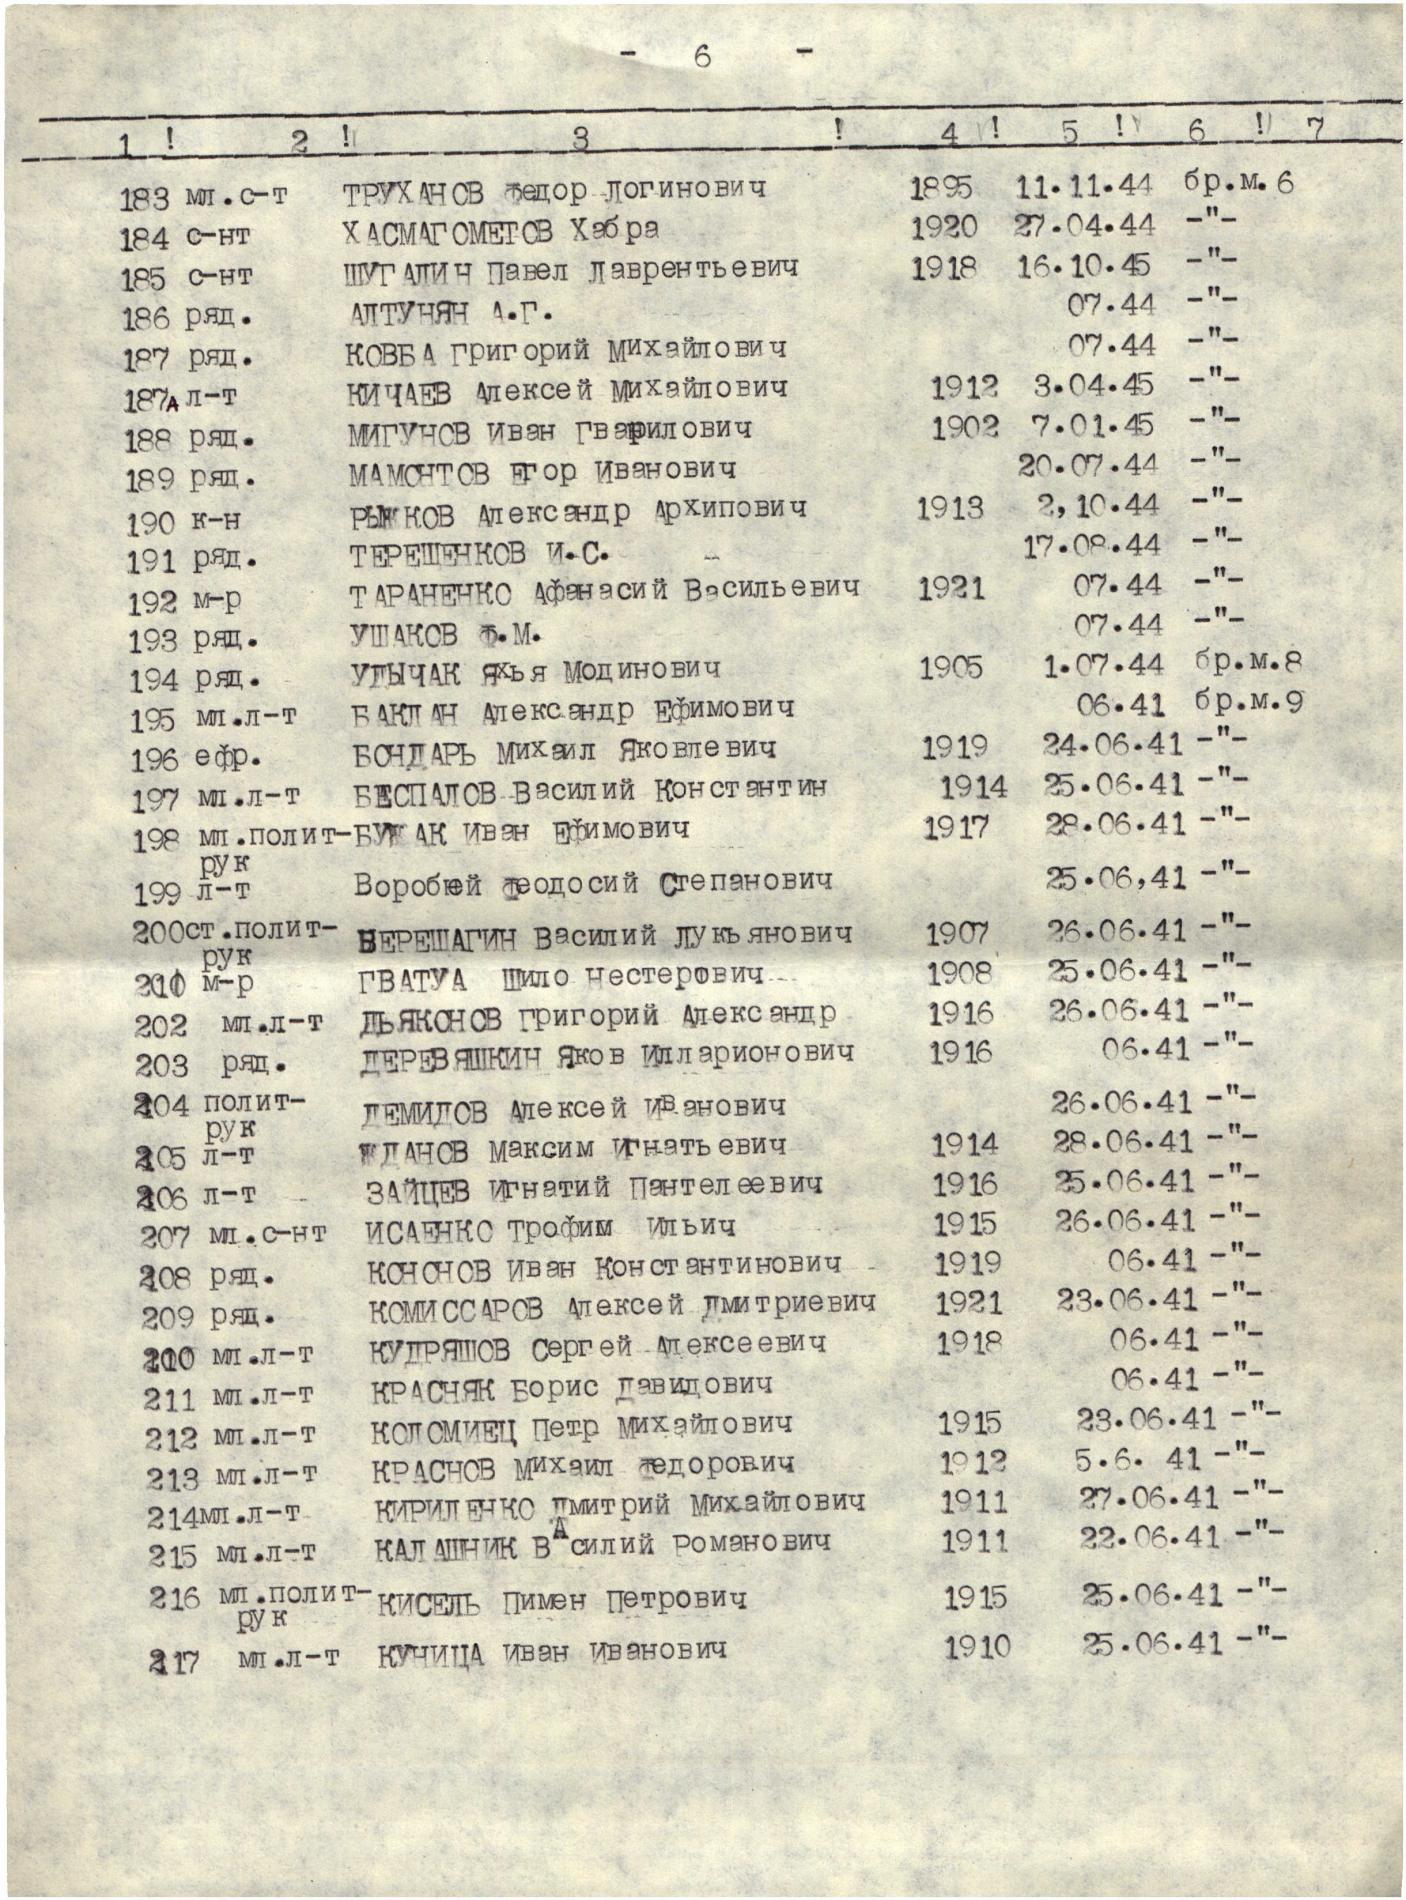 - 6 -
1 ! 2 ! 3 ! 4 ! 5 ! 6 ! 7
183 мл.с-т ТРУХАНОВ Федор Логинович 1895 11.11.44 бр.м.6
184 с-нт ХАСМАГОМЕТОВ Хабра 1920 27.04.44 -"-
185 с-нт ШУГАЛИН Павел Лаврентьевич 1918 16.10.45 -"-
186 ряд. АЛТУНЯН А.Г. 07.44 -"-
187 ряд. КОВБА Григорий Михайлович 07.44 -"-
187А л-т КИЧАЕВ Алексей Михайлович 1912 3.04.45 -"-
188 ряд. МИГУНОВ Иван Гаврилович 1902 7.01.45 -"-
189 ряд. МАМОНТОВ Егор Иванович 20.07.44 -"-
190 к-н РЫЖКОВ Александр Архипович 1913 2,10.44 -"-
191 ряд. ТЕРЕШЕНКОВ И.С. 17.08.44 -"-
192 м-р ТАРАНЕНКО Афанасий Васильевич 1921 07.44 -"-
193 ряд. УШАКОВ Ф.М. 07.44 -"-
194 ряд. УЛЫЧАК Яхья Модинович 1905 1.07.44 бр.м.8
195 мл.л-т БАКЛАН Александр Ефимович 06.41 бр.м.9
196 ефр. БОНДАРЬ Михаил Яковлевич 1919 24.06.41 -"-
197 мл.л-т БЕСПАЛОВ Василий Константин 1914 25.06.41 -"-
198 мл.полит- БУЖАК Иван Ефимович 1917 28.06.41 -"-
рук
199 л-т Воробей Феодосий Степанович 25.06,41 -"-
200 ст.полит- ВЕРЕШАГИН Василий Лукьянович 1907 26.06.41 -"-
рук
201 м-р ГВАТУА Шило Нестерович 1908 25.06.41 -"-
202 мл.л-т ДЬЯКОНОВ Григорий Александр 1916 26.06.41 -"-
203 ряд. ДЕРЕВЯШКИН Яков Илларионович 1916 06.41 -"-
204 полит- ДЕМИДОВ Алексей Иванович 26.06.41 -"-
рук
205 л-т ЖДАНОВ Максим Игнатьевич 1914 28.06.41 -"-
206 л-т ЗАЙЦЕВ Игнатий Пантелеевич 1916 25.06.41 -"-
207 мл.с-нт ИСАЕНКО Трофим Ильич 1915 26.06.41 -"-
208 ряд. КОНОНОВ Иван Константинович 1919 06.41 -"-
209 ряд. КОМИССАРОВ Алексей Дмитриевич 1921 23.06.41 -"-
210 мл.л-т КУДРЯШОВ Сергей Алексеевич 1918 06.41 -"-
211 мл.л-т КРАСНЯК Борис Давидович 06.41 -"-
212 мл.л-т КОЛОМИЕЦ Петр Михайлович 1915 23.06.41 -"-
213 мл.л-т КРАСНОВ Михаил Федорович 1912 5.6. 41 -"-
214 мл.л-т КИРИЛЕНКО Дмитрий Михайлович 1911 27.06.41 -"-
215 мл.л-т КАЛАШНИК ВАсилий Романович 1911 22.06.41 -"-
216 мл.полит- КИСЕЛЬ Пимен Петрович 1915 25.06.41 -"-
рук
217 мл.л-т КУНИЦА Иван Иванович 1910 25.06.41 -"-